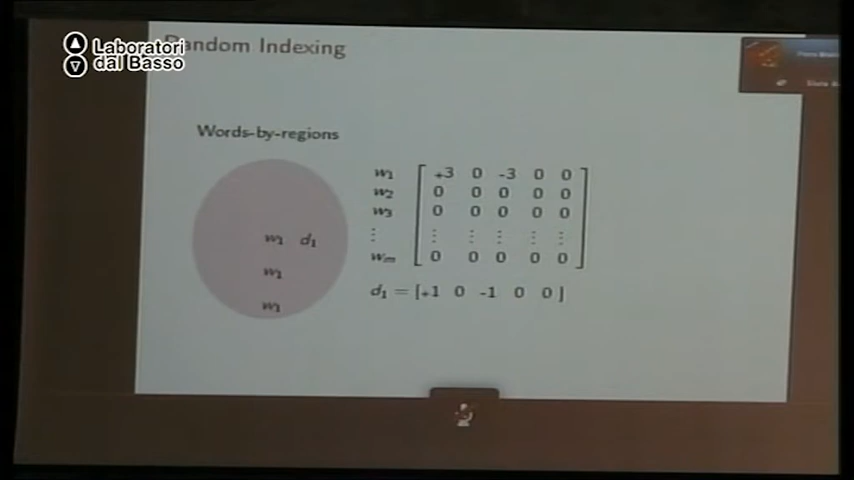 Laboratori
dal Basso
Random Indexing
Words-by-regions
w₁ +3 0 -3 0 0
w₂ 0 0 0 0 0
w₃ 0 0 0 0 0
⋮ ⋮ ⋮ ⋮ ⋮ ⋮
wₘ 0 0 0 0 0
w₁ d₁
w₁
w₁
d₁ = [+1 0 -1 0 0]